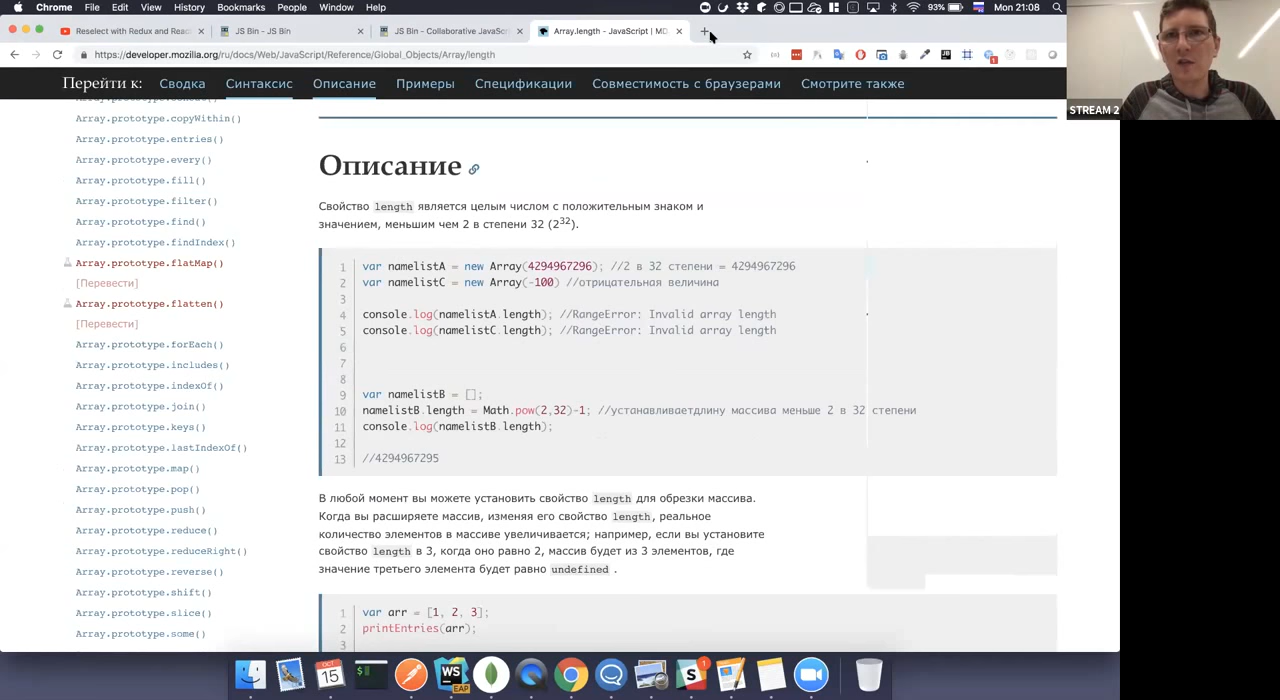 Chrome File Edit View History Bookmarks People Window Help 93% Mon 21:08
Reselect with Redux and Reac
JS Bin - JS Bin
JS Bin - Collaborative JavaSc
Array.length - JavaScript | MD
https://developer.mozilla.org/ru/docs/Web/JavaScript/Reference/Global_Objects/Array/length
STREAM 2
Перейти к: Сводка Синтаксис Описание Примеры Спецификации Совместимость с браузерами Смотрите также
Array.prototype.copyWithin()
Array.prototype.entries()
Array.prototype.every()
Array.prototype.fill()
Array.prototype.filter()
Array.prototype.find()
Array.prototype.findIndex()
Array.prototype.flatMap()
[Перевести]
Array.prototype.flatten()
[Перевести]
Array.prototype.forEach()
Array.prototype.includes()
Array.prototype.indexOf()
Array.prototype.join()
Array.prototype.keys()
Array.prototype.lastIndexOf()
Array.prototype.map()
Array.prototype.pop()
Array.prototype.push()
Array.prototype.reduce()
Array.prototype.reduceRight()
Array.prototype.reverse()
Array.prototype.shift()
Array.prototype.slice()
Array.prototype.some()
Описание
Свойство length является целым числом с положительным знаком и
значением, меньшим чем 2 в степени 32 (2³²).
1 var namelistA = new Array(4294967296); //2 в 32 степени = 4294967296
2 var namelistC = new Array(-100) //отрицательная величина
3
4 console.log(namelistA.length); //RangeError: Invalid array length
5 console.log(namelistC.length); //RangeError: Invalid array length
6
7
8
9 var namelistB = [];
10 namelistB.length = Math.pow(2,32)-1; //устанавливаетдлину массива меньше 2 в 32 степени
11 console.log(namelistB.length);
12
13 //4294967295
В любой момент вы можете установить свойство length для обрезки массива.
Когда вы расширяете массив, изменяя его свойство length, реальное
количество элементов в массиве увеличивается; например, если вы установите
свойство length в 3, когда оно равно 2, массив будет из 3 элементов, где
значение третьего элемента будет равно undefined .
1 var arr = [1, 2, 3];
2 printEntries(arr);
3
OCT
15
WS
EAP
1